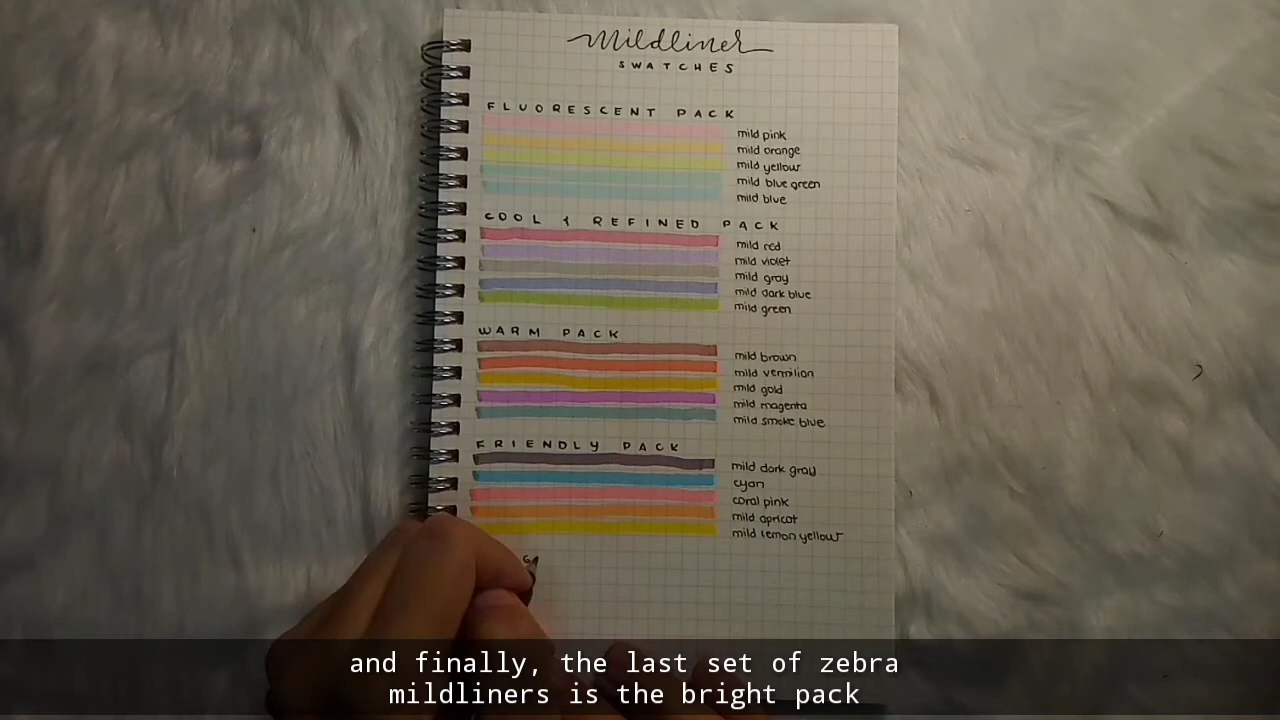 Mildliner
SWATCHES
FLUORESCENT PACK
mild pink
mild orange
mild yellow
mild blue green
mild blue
COOL & REFINED PACK
mild red
mild violet
mild gray
mild dark blue
mild green
WARM PACK
mild brown
mild vermilion
mild gold
mild magenta
mild smoke blue
FRIENDLY PACK
mild dark gray
cyan
coral pink
mild apricot
mild lemon yellow
and finally, the last set of zebra
mildliners is the bright pack